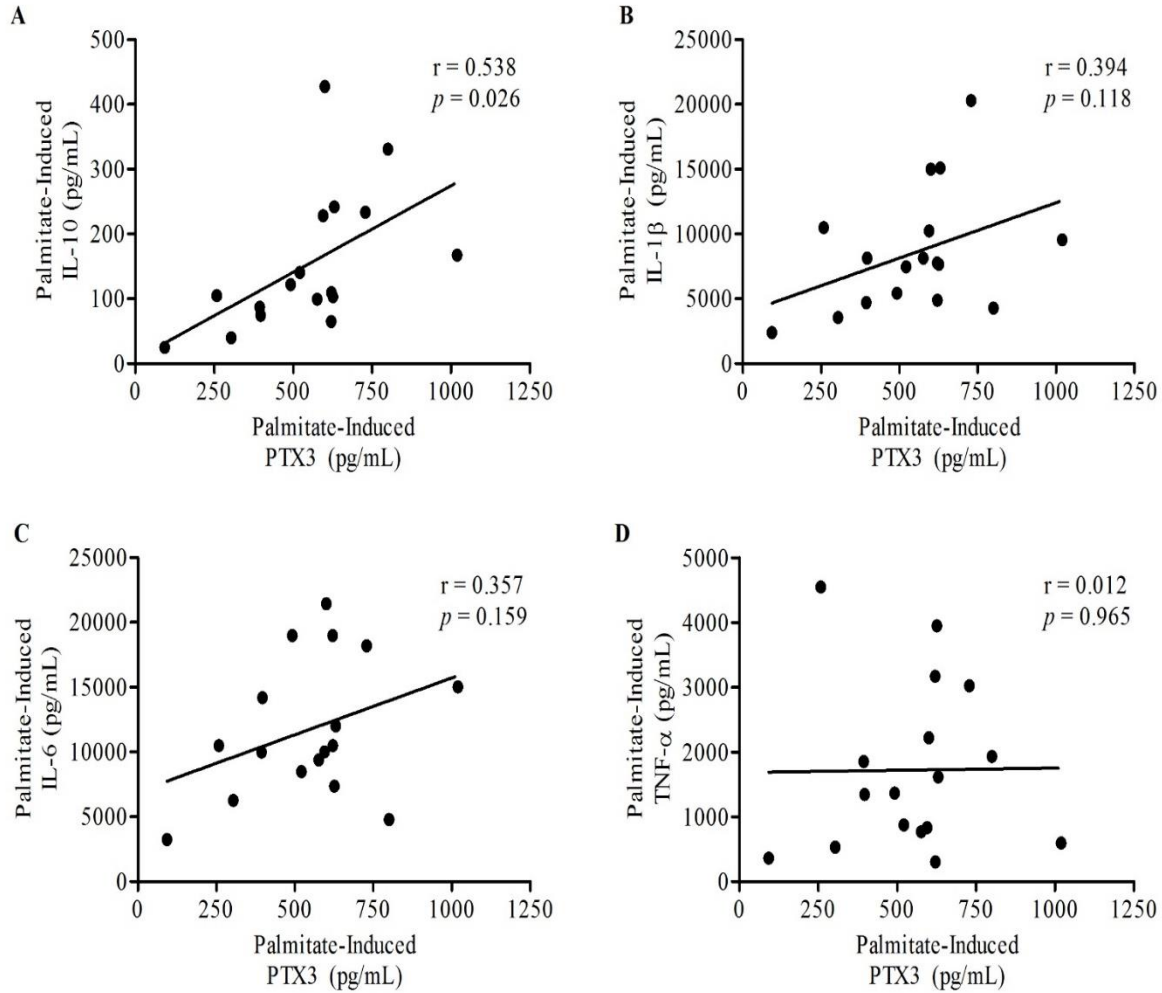 A
Palmitate-Induced
IL-10 (pg/mL)
500
400
300
200
100
0
r = 0.538
p = 0.026
0 250 500 750 1000 1250
Palmitate-Induced
PTX3 (pg/mL)
B
Palmitate-Induced
IL-1β (pg/mL)
25000
20000
15000
10000
5000
0
r = 0.394
p = 0.118
0 250 500 750 1000 1250
Palmitate-Induced
PTX3 (pg/mL)
C
Palmitate-Induced
IL-6 (pg/mL)
25000
20000
15000
10000
5000
0
r = 0.357
p = 0.159
0 250 500 750 1000 1250
Palmitate-Induced
PTX3 (pg/mL)
D
Palmitate-Induced
TNF-α (pg/mL)
5000
4000
3000
2000
1000
0
r = 0.012
p = 0.965
0 250 500 750 1000 1250
Palmitate-Induced
PTX3 (pg/mL)